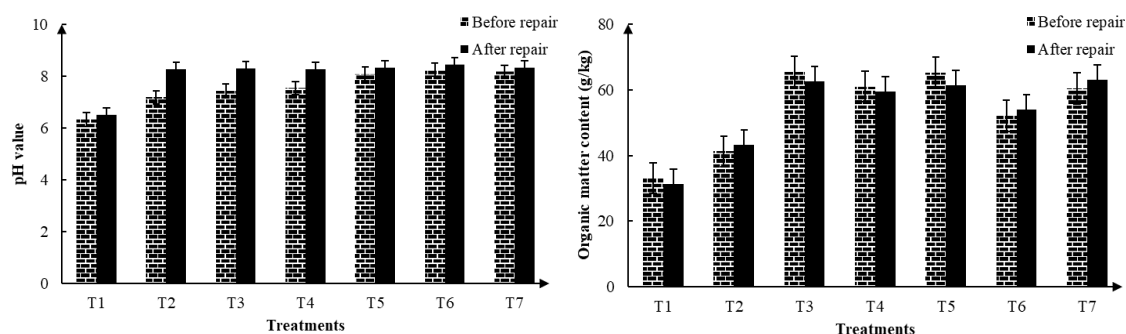 10
8
6
4
2
0
pH value
Before repair
After repair
T1 T2 T3 T4 T5 T6 T7
Treatments
80
60
40
20
0
Organic matter content (g/kg)
Before repair
After repair
T1 T2 T3 T4 T5 T6 T7
Treatments